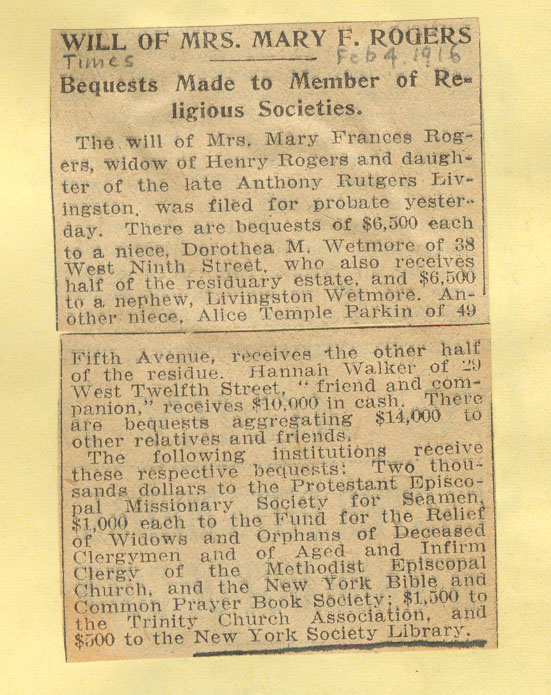 WILL OF MRS. MARY F. ROGERS
Times
Feb 4, 1916
Bequests Made to Member of Re-
ligious Societies.
The will of Mrs. Mary Frances Rog-
ers, widow of Henry Rogers and daugh-
ter of the late Anthony Rutgers Liv-
ingston, was filed for probate yester-
day. There are bequests of $6,500 each
to a niece, Dorothea M. Wetmore of 38
West Ninth Street, who also receives
half of the residuary estate, and $6,500
to a nephew, Livingston Wetmore. An-
other niece, Alice Temple Parkin of 49
Fifth Avenue, receives the other half
of the residue. Hannah Walker of 29
West Twelfth Street, "friend and com-
panion," receives $10,000 in cash. There
are bequests aggregating $14,000 to
other relatives and friends.
The following institutions receive
these respective bequests: Two thou-
sands dollars to the Protestant Episco-
pal Missionary Society for Seamen,
$1,000 each to the Fund for the Relief
of Widows and Orphans of Deceased
Clergymen and of Aged and Infirm
Clergy of the Methodist Episcopal
Church, and the New York Bible and
Common Prayer Book Society; $1,500 to
the Trinity Church Association, and
$500 to the New York Society Library.